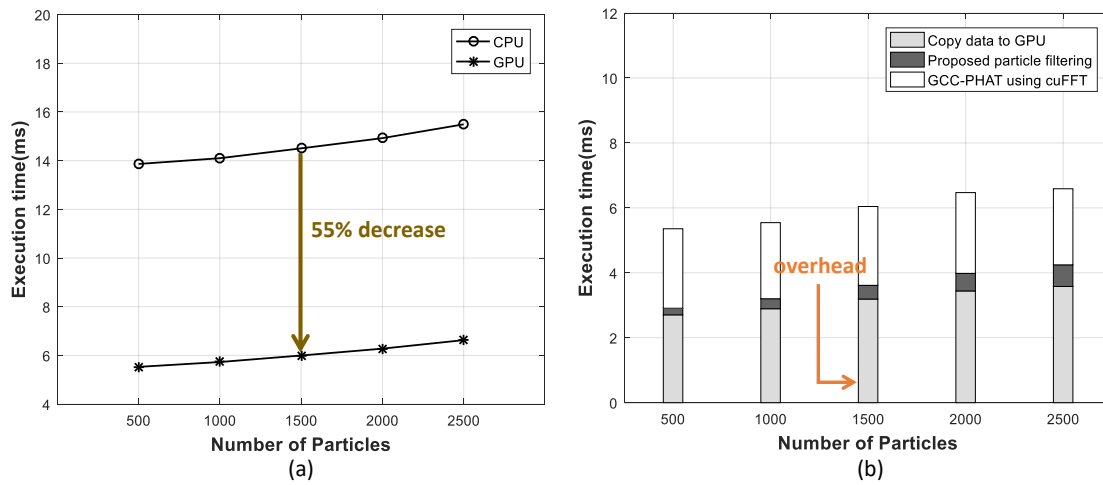 20
18
16
14
12
10
8
6
4
Execution time(ms)
CPU
GPU
55% decrease
500
1000
1500
2000
2500
Number of Particles
(a)
12
10
8
6
4
2
0
Execution time(ms)
Copy data to GPU
Proposed particle filtering
GCC-PHAT using cuFFT
overhead
500
1000
1500
2000
2500
Number of Particles
(b)